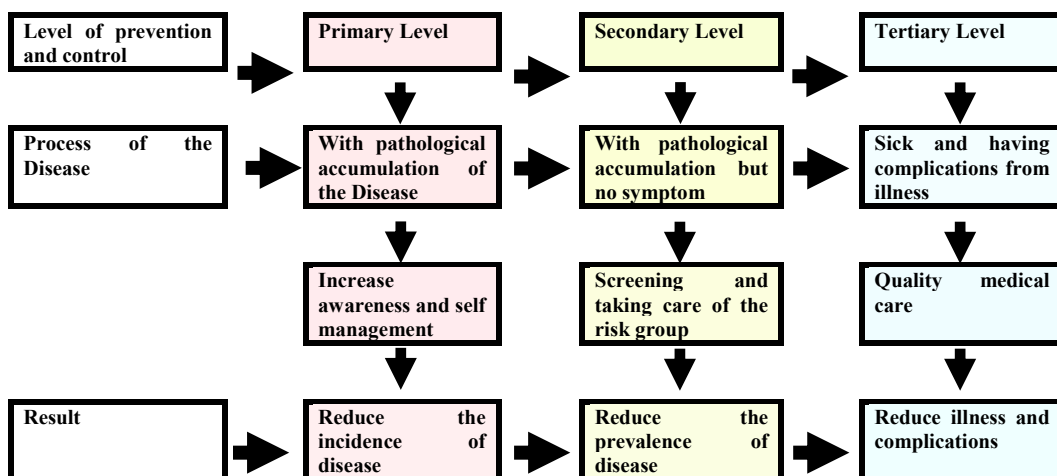 Level of prevention
and control
Primary Level
Secondary Level
Tertiary Level
Process of the
Disease
With pathological
accumulation of
the Disease
With pathological
accumulation but
no symptom
Sick and having
complications from
illness
Increase
awareness and self
management
Screening and
taking care of the
risk group
Quality medical
care
Result
Reduce the
incidence of
disease
Reduce the
prevalence of
disease
Reduce illness and
complications